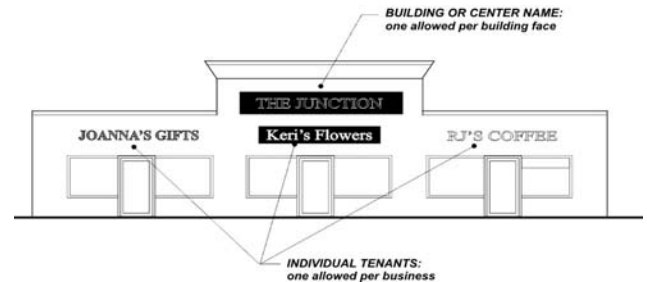 BUILDING OR CENTER NAME:
one allowed per building face
THE JUNCTION
JOANNA'S GIFTS
Keri's Flowers
RJ'S COFFEE
INDIVIDUAL TENANTS:
one allowed per business